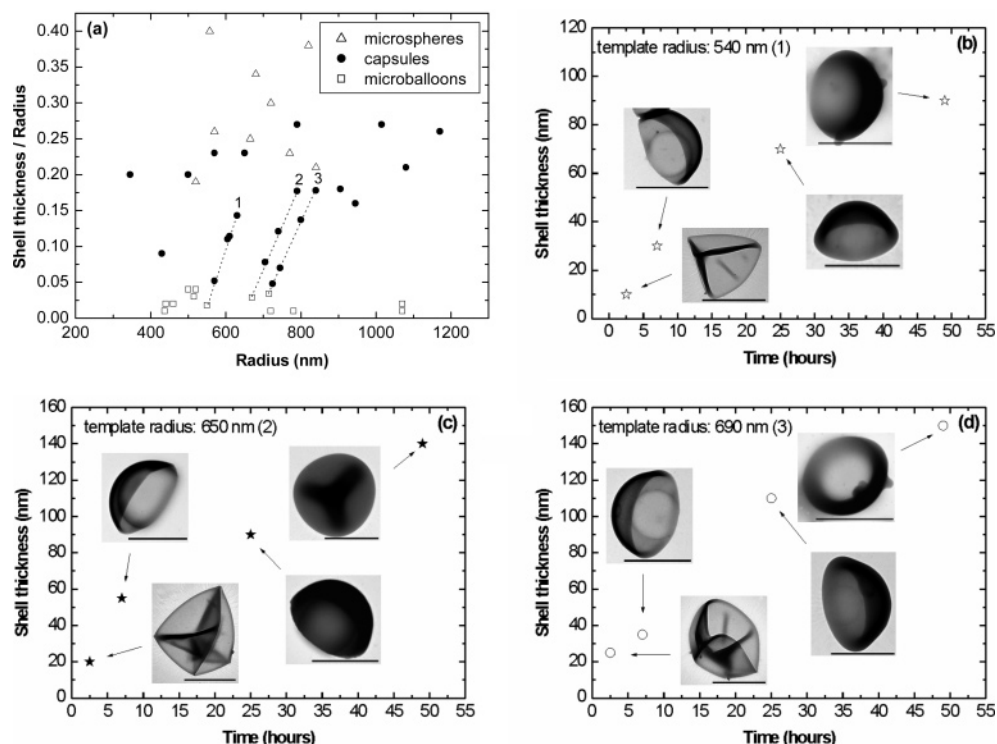 (a)
microspheres
capsules
microballoons
1
2
3
0.40
0.35
0.30
0.25
0.20
0.15
0.10
0.05
0.00
Shell thickness / Radius
200 400 600 800 1000 1200
Radius (nm)
(b)
template radius: 540 nm (1)
120
100
80
60
40
20
0
Shell thickness (nm)
0 5 10 15 20 25 30 35 40 45 50 55
Time (hours)
(c)
template radius: 650 nm (2)
160
140
120
100
80
60
40
20
0
Shell thickness (nm)
0 5 10 15 20 25 30 35 40 45 50 55
Time (hours)
(d)
template radius: 690 nm (3)
160
140
120
100
80
60
40
20
0
Shell thickness (nm)
0 5 10 15 20 25 30 35 40 45 50 55
Time (hours)